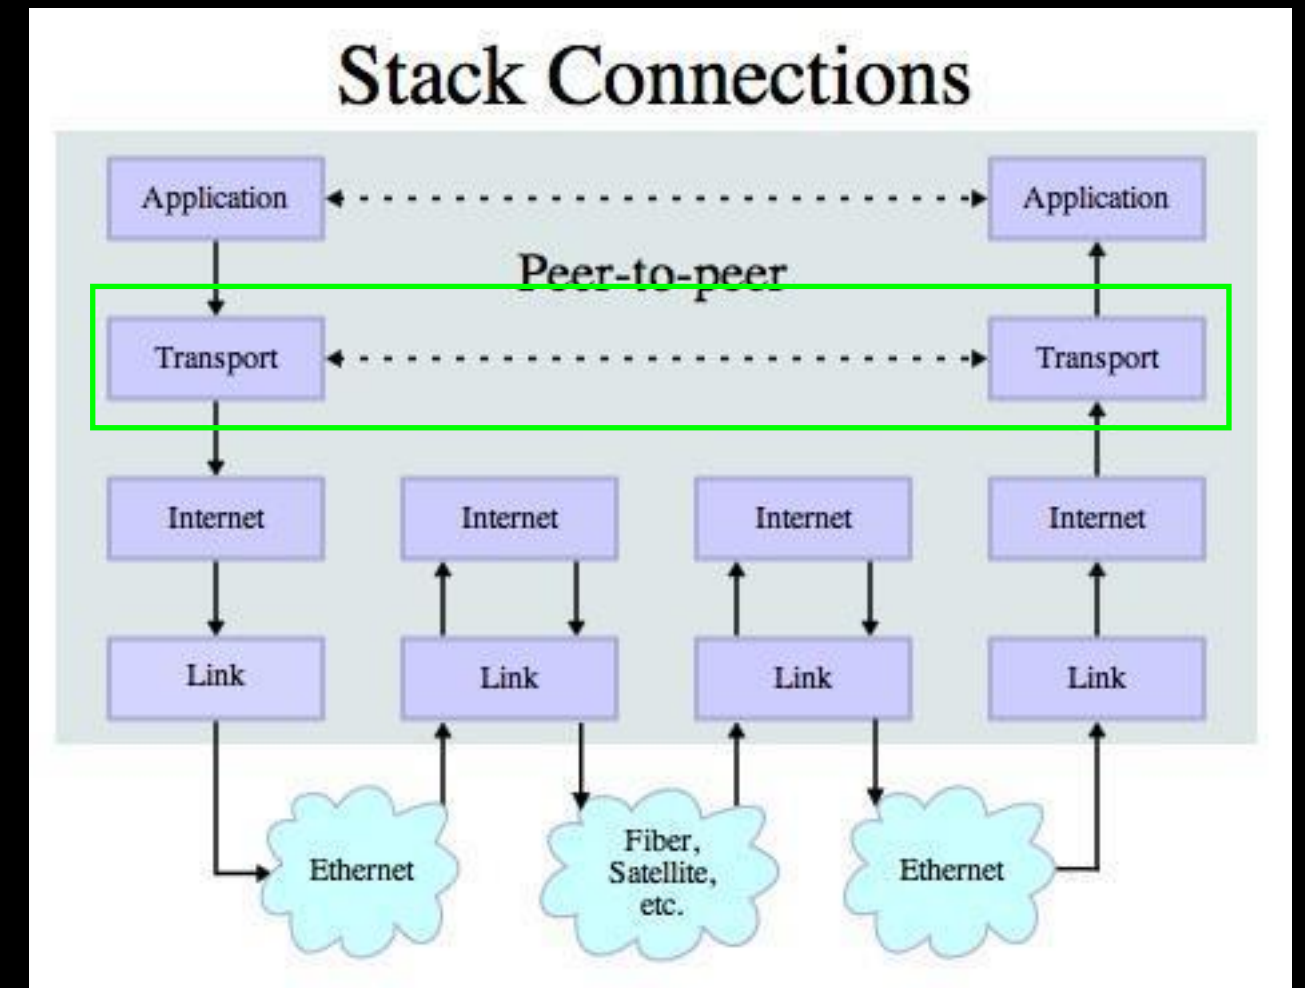 Stack Connections
Application
Application
Peer-to-peer
Transport
Transport
Internet
Internet
Internet
Internet
Link
Link
Link
Link
Ethernet
Fiber,
Satellite,
etc.
Ethernet